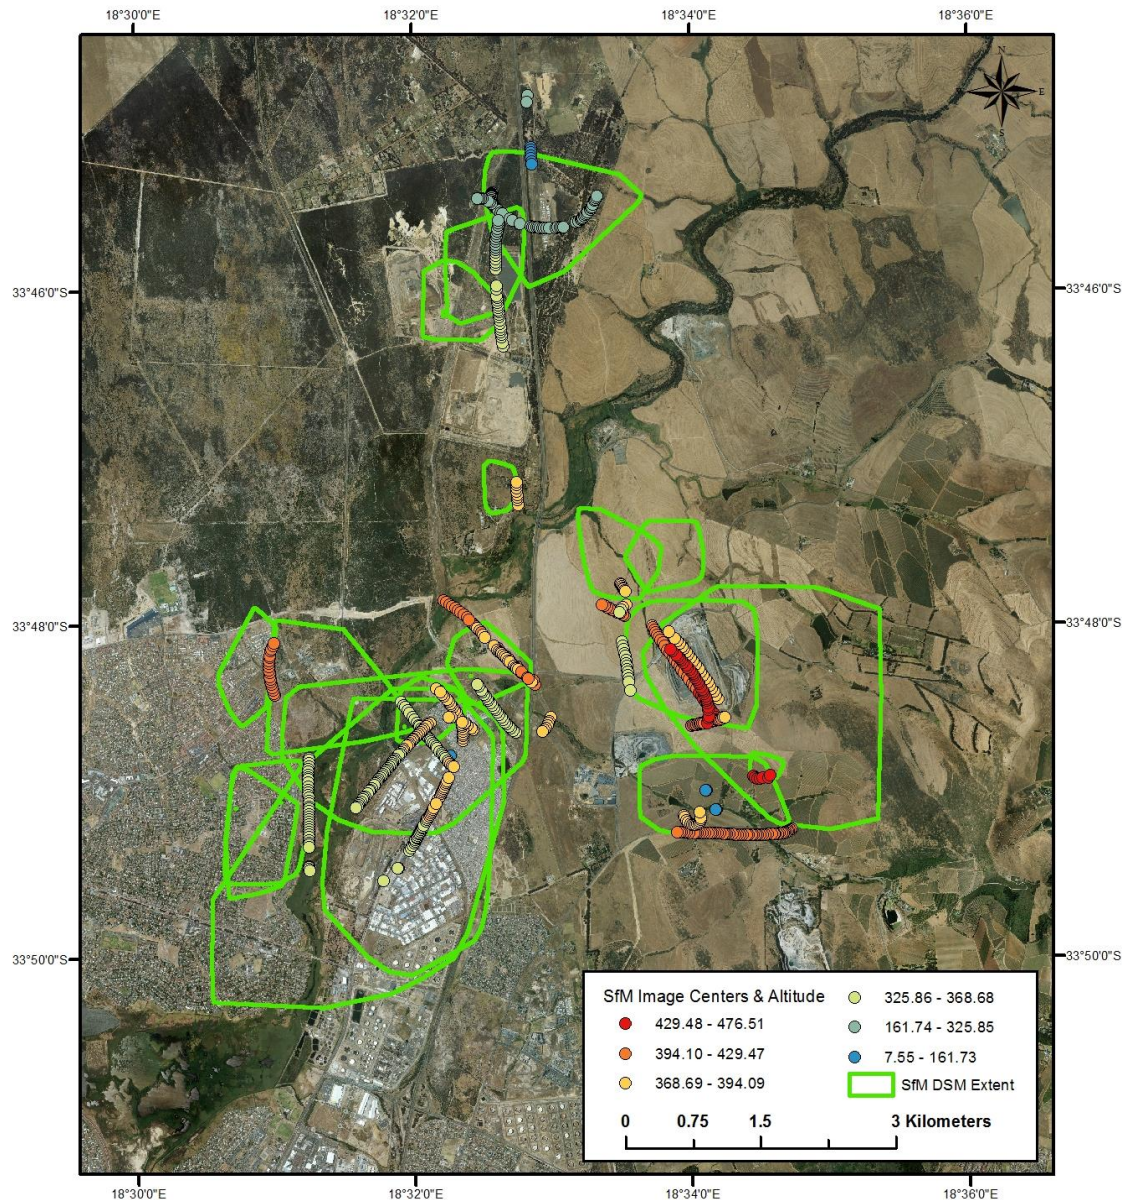 18°30'0"E 18°32'0"E 18°34'0"E 18°36'0"E
N
E
S
33°46'0"S 33°46'0"S
33°48'0"S 33°48'0"S
33°50'0"S 33°50'0"S
SfM Image Centers & Altitude
429.48 - 476.51
394.10 - 429.47
368.69 - 394.09
325.86 - 368.68
161.74 - 325.85
7.55 - 161.73
SfM DSM Extent
0 0.75 1.5 3 Kilometers
18°30'0"E 18°32'0"E 18°34'0"E 18°36'0"E